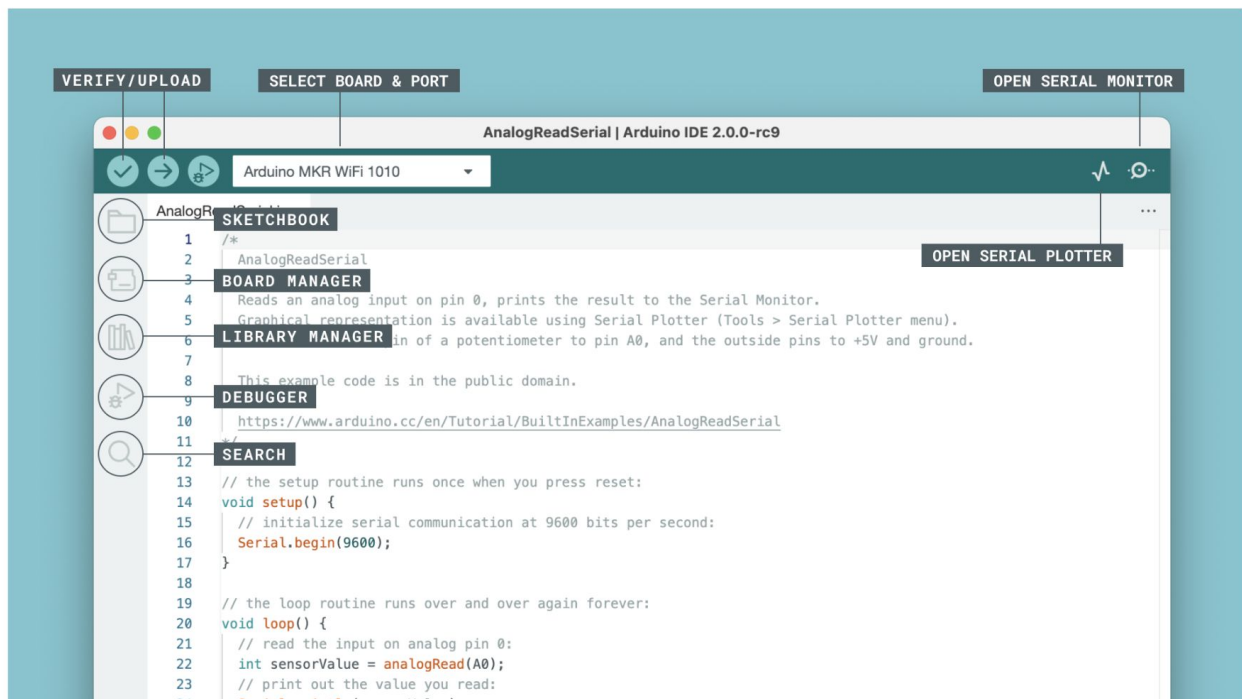 VERIFY/UPLOAD
SELECT BOARD & PORT
OPEN SERIAL MONITOR
AnalogReadSerial | Arduino IDE 2.0.0-rc9
Arduino MKR WiFi 1010
AnalogR
SKETCHBOOK
OPEN SERIAL PLOTTER
1 /*
2 AnalogReadSerial
3
BOARD MANAGER
4 Reads an analog input on pin 0, prints the result to the Serial Monitor.
5 Graphical representation is available using Serial Plotter (Tools > Serial Plotter menu).
6 in of a potentiometer to pin A0, and the outside pins to +5V and ground.
LIBRARY MANAGER
7
8 This example code is in the public domain.
9
DEBUGGER
10 https://www.arduino.cc/en/Tutorial/BuiltInExamples/AnalogReadSerial
11 */
12
SEARCH
13 // the setup routine runs once when you press reset:
14 void setup() {
15 // initialize serial communication at 9600 bits per second:
16 Serial.begin(9600);
17 }
18
19 // the loop routine runs over and over again forever:
20 void loop() {
21 // read the input on analog pin 0:
22 int sensorValue = analogRead(A0);
23 // print out the value you read: